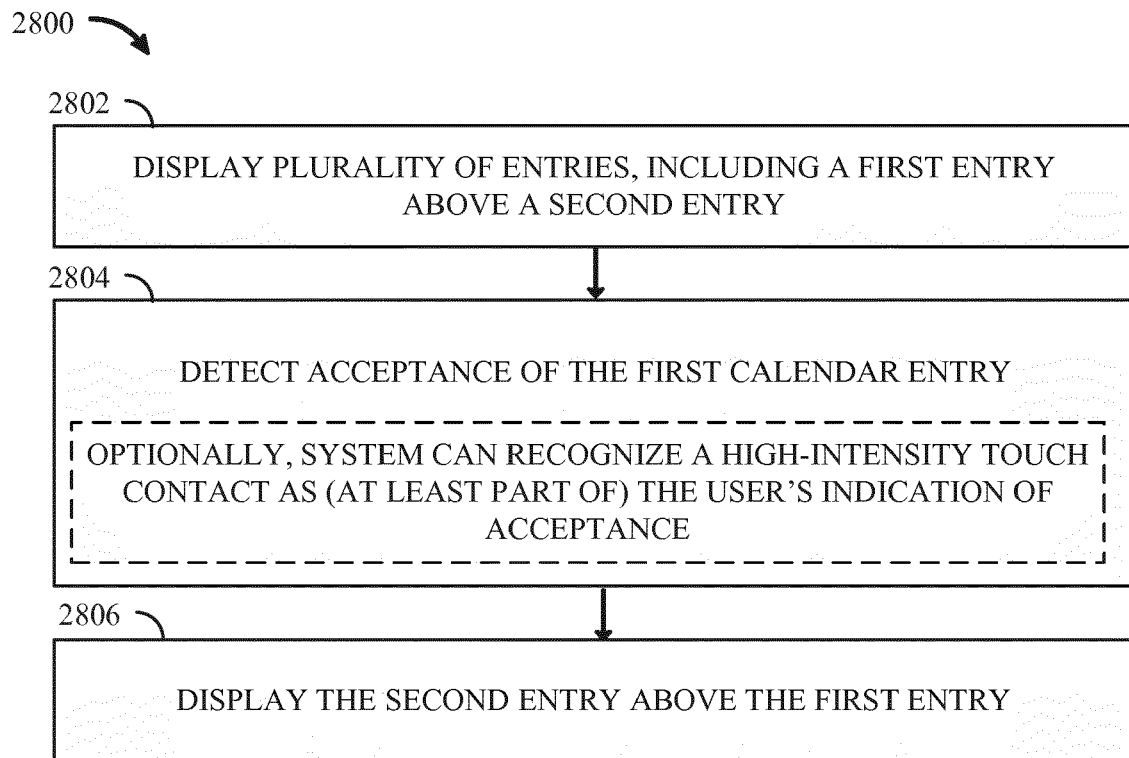 2800
2802
DISPLAY PLURALITY OF ENTRIES, INCLUDING A FIRST ENTRY
ABOVE A SECOND ENTRY
2804
DETECT ACCEPTANCE OF THE FIRST CALENDAR ENTRY
OPTIONALLY, SYSTEM CAN RECOGNIZE A HIGH-INTENSITY TOUCH
CONTACT AS (AT LEAST PART OF) THE USER'S INDICATION OF
ACCEPTANCE
2806
DISPLAY THE SECOND ENTRY ABOVE THE FIRST ENTRY